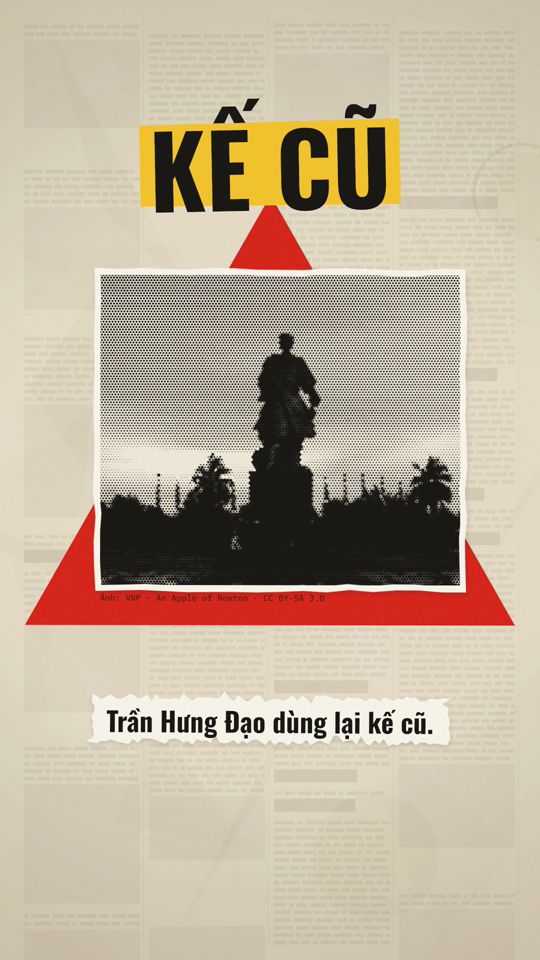 KẾ CŨ
Ảnh: VNP - An Apple of Newton · CC BY-SA 3.0
Trần Hưng Đạo dùng lại kế cũ.